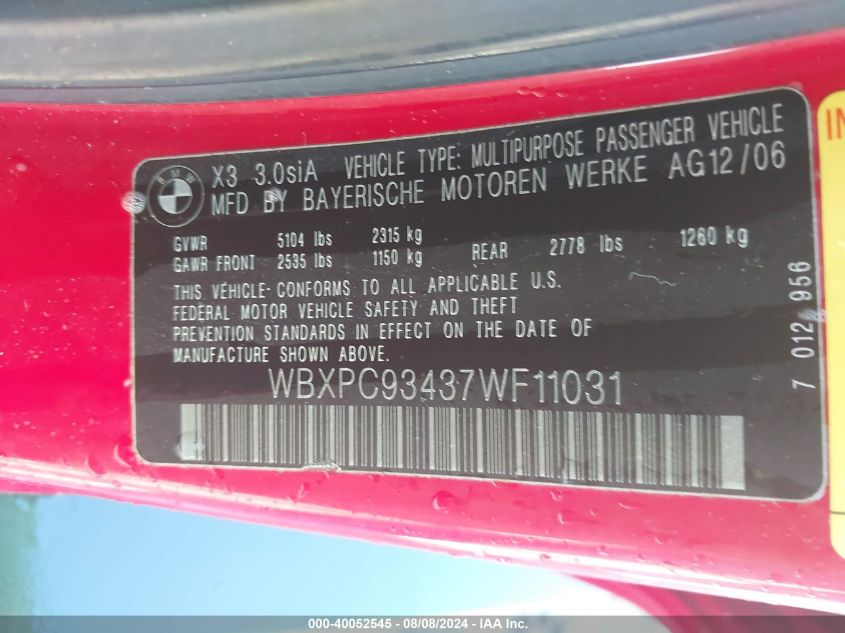 X3 3.0siA VEHICLE TYPE: MULTIPURPOSE PASSENGER VEHICLE
MFD BY BAYERISCHE MOTOREN WERKE AG12/06
GVWR 5104 lbs 2315 kg
GAWR FRONT 2535 lbs 1150 kg REAR 2778 lbs 1260 kg
THIS VEHICLE CONFORMS TO ALL APPLICABLE U.S.
FEDERAL MOTOR VEHICLE SAFETY AND THEFT
PREVENTION STANDARDS IN EFFECT ON THE DATE OF
MANUFACTURE SHOWN ABOVE.
WBXPC93437WF11031
7 012 956
IN
000-40052545 - 08/08/2024 - IAA Inc.